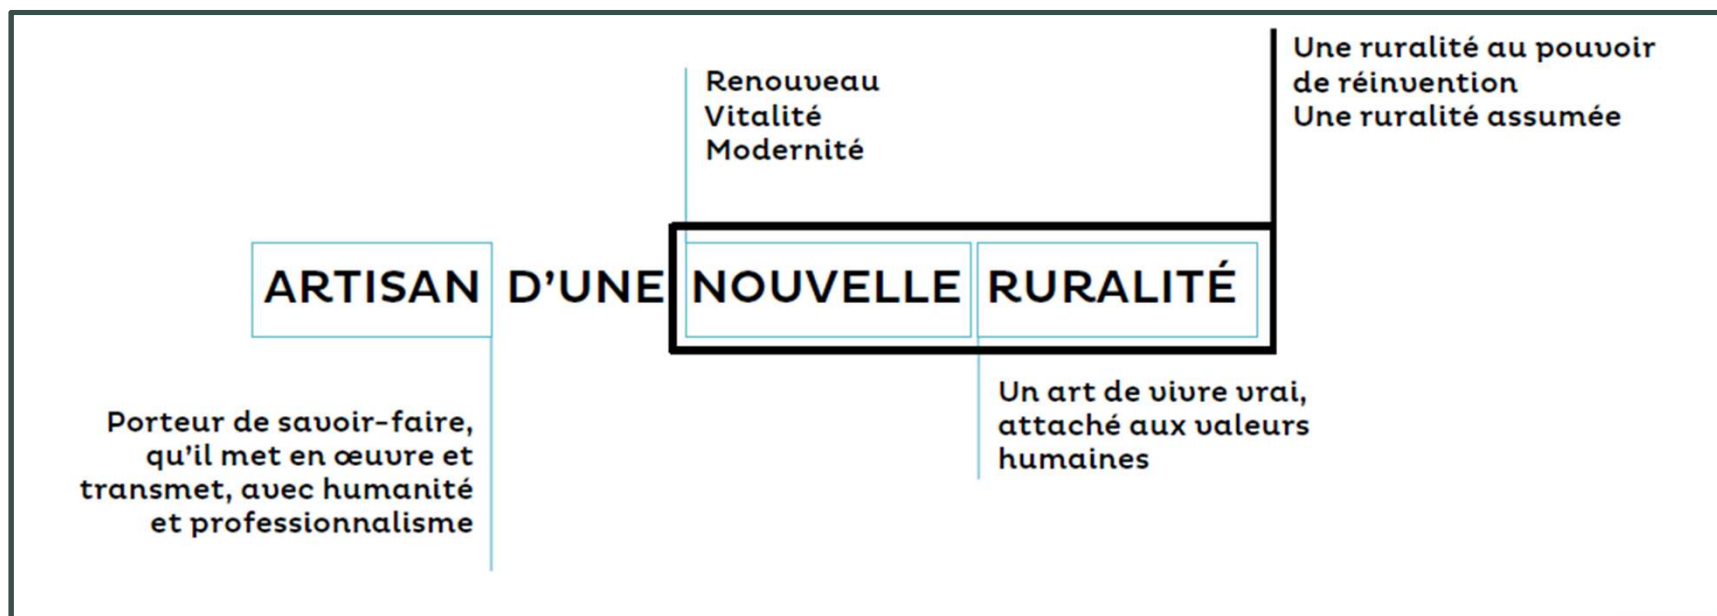 Une ruralité au pouvoir
de réinvention
Une ruralité assumée
Renouveau
Vitalité
Modernité
ARTISAN D'UNE NOUVELLE RURALITÉ
Porteur de savoir-faire,
qu'il met en œuvre et
transmet, avec humanité
et professionnalisme
Un art de vivre vrai,
attaché aux valeurs
humaines